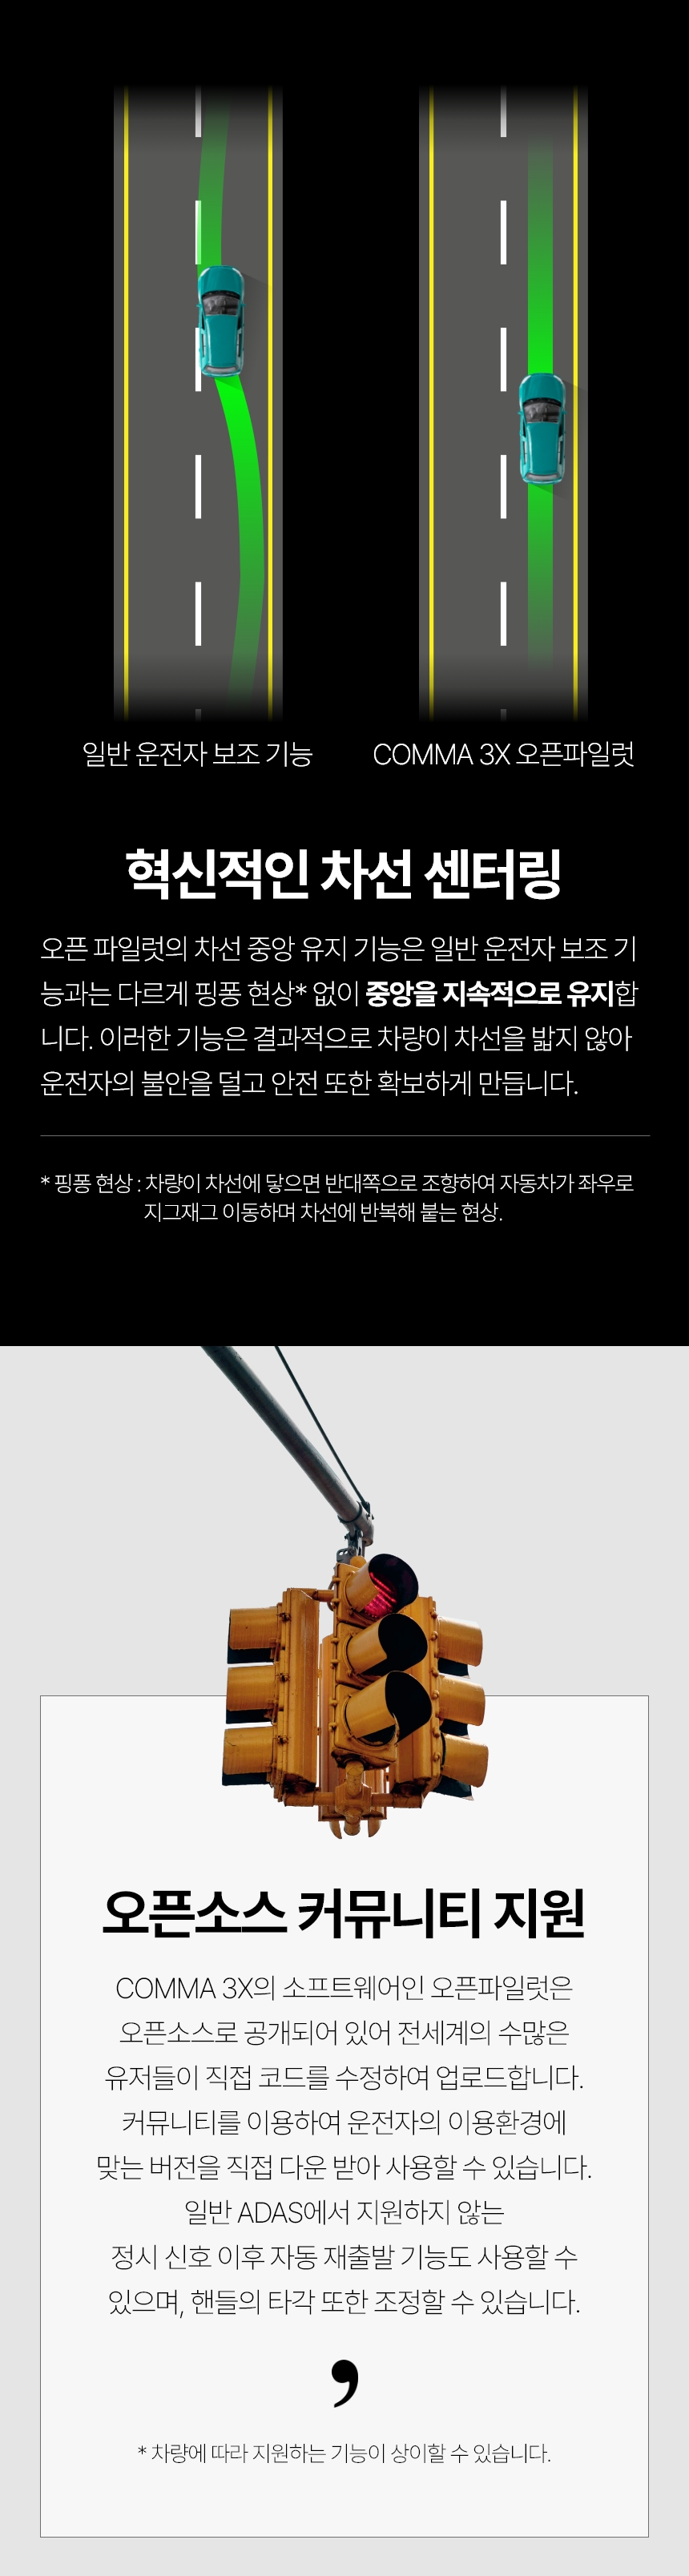 일반 운전자 보조 기능
COMMA 3X 오픈파일럿
혁신적인 차선 센터링
오픈 파일럿의 차선 중앙 유지 기능은 일반 운전자 보조 기
능과는 다르게 핑퐁 현상* 없이 중앙을 지속적으로 유지합
니다. 이러한 기능은 결과적으로 차량이 차선을 밟지 않아
운전자의 불안을 덜고 안전 또한 확보하게 만듭니다.
* 핑퐁 현상 : 차량이 차선에 닿으면 반대쪽으로 조향하여 자동차가 좌우로
지그재그 이동하며 차선에 반복해 붙는 현상.
오픈소스 커뮤니티 지원
COMMA 3X의 소프트웨어인 오픈파일럿은
오픈소스로 공개되어 있어 전세계의 수많은
유저들이 직접 코드를 수정하여 업로드합니다.
커뮤니티를 이용하여 운전자의 이용환경에
맞는 버전을 직접 다운 받아 사용할 수 있습니다.
일반 ADAS에서 지원하지 않는
정시 신호 이후 자동 재출발 기능도 사용할 수
있으며, 핸들의 타각 또한 조정할 수 있습니다.
,
* 차량에 따라 지원하는 기능이 상이할 수 있습니다.